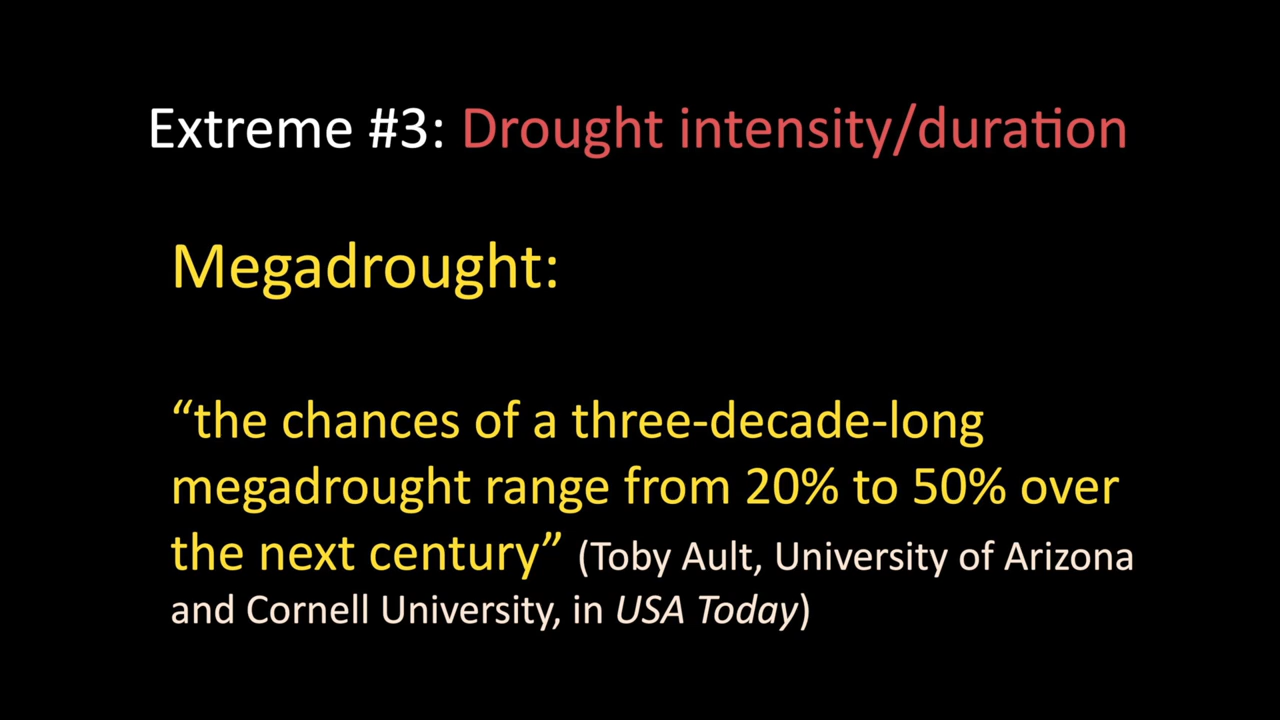 Extreme #3: Drought intensity/duration
Megadrought:
“the chances of a three-decade-long
megadrought range from 20% to 50% over
the next century” (Toby Ault, University of Arizona
and Cornell University, in USA Today)